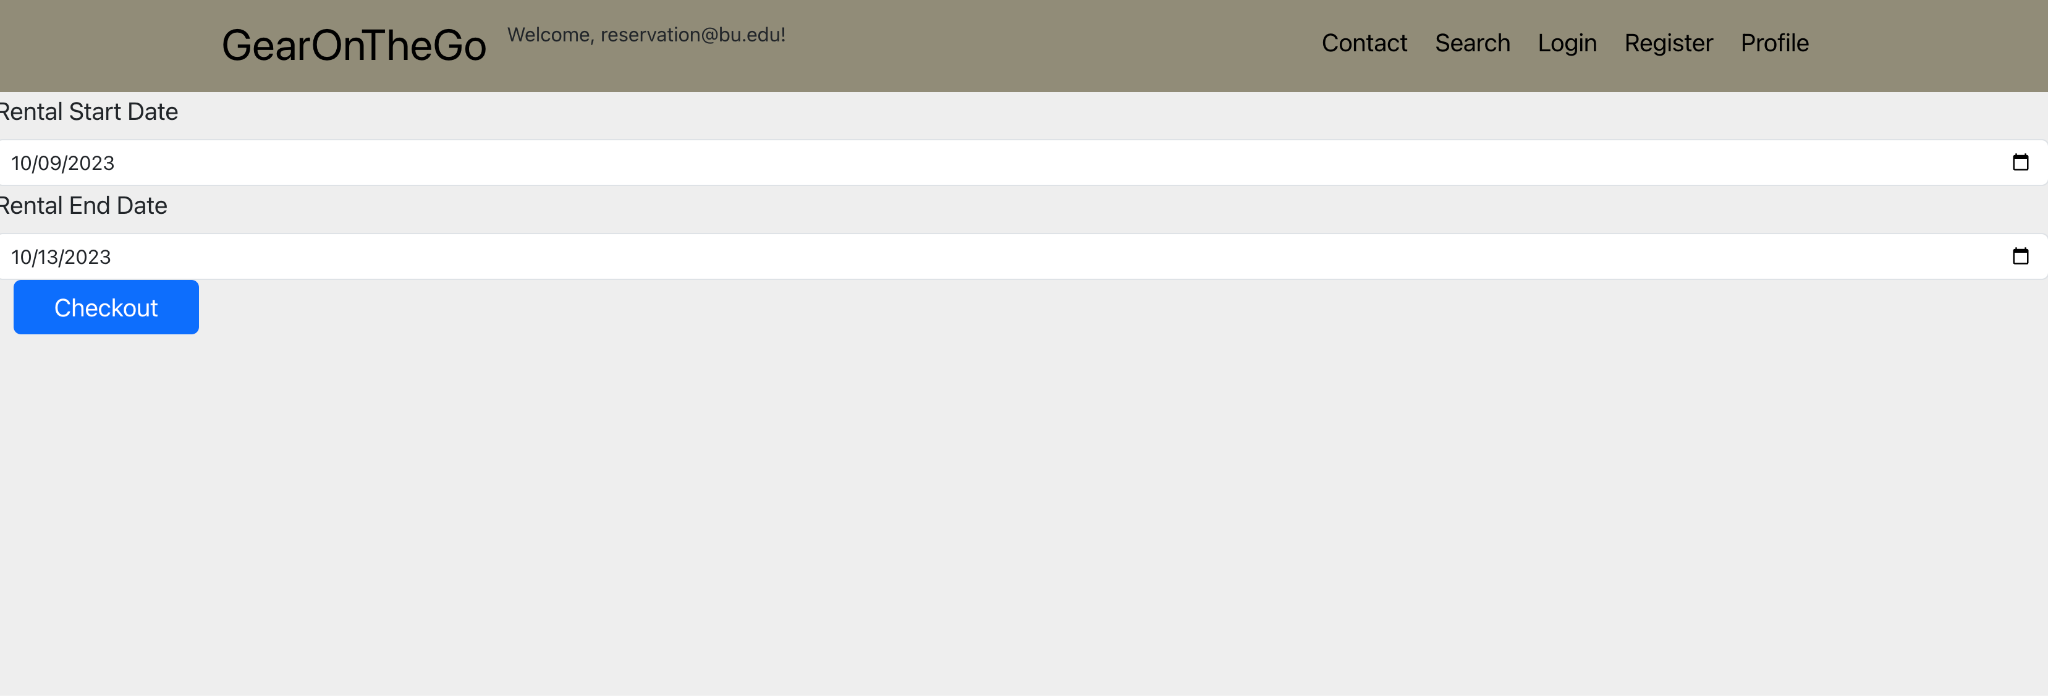 GearOnTheGo Welcome, reservation@bu.edu! Contact Search Login Register Profile
Rental Start Date
10/09/2023
Rental End Date
10/13/2023
Checkout